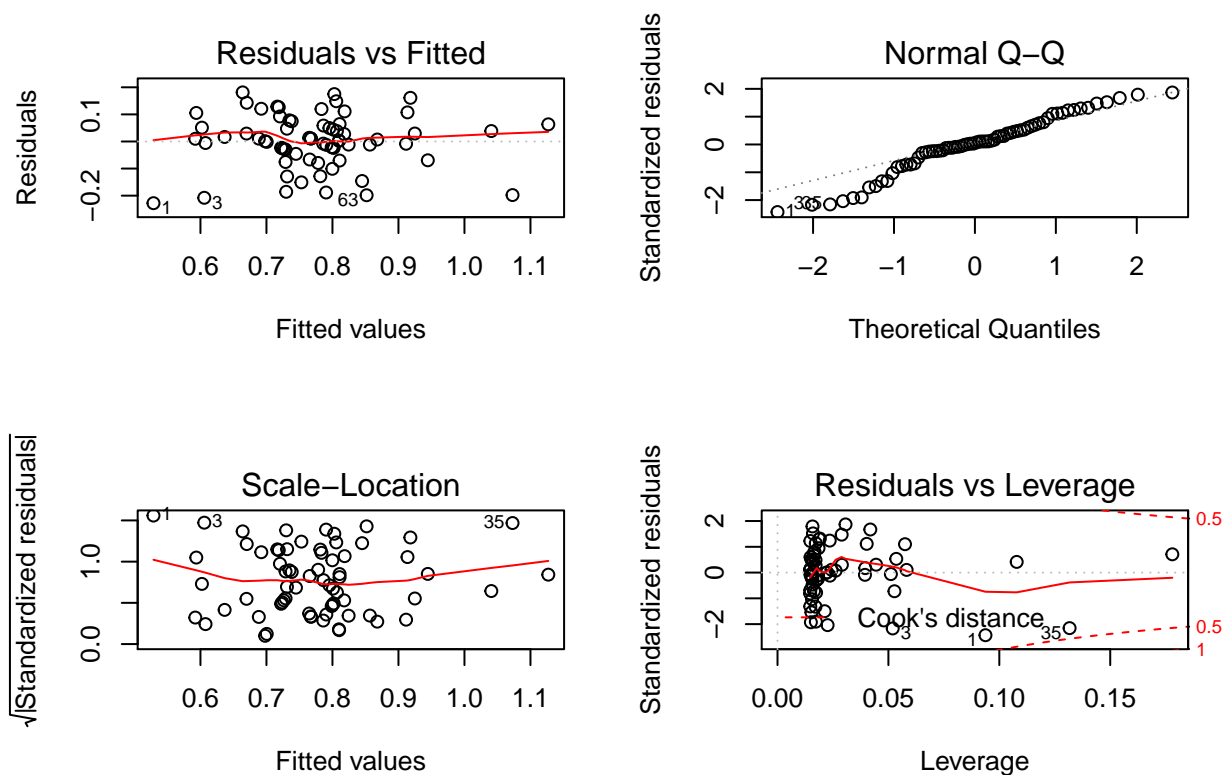 Residuals vs Fitted
Residuals
0.1
−0.2
1
3
63
0.6 0.7 0.8 0.9 1.0 1.1
Fitted values
Normal Q−Q
Standardized residuals
2
0
−2
1
35
−2 −1 0 1 2
Theoretical Quantiles
Scale−Location
√|Standardized residuals|
1.0
0.0
1
3
35
0.6 0.7 0.8 0.9 1.0 1.1
Fitted values
Residuals vs Leverage
Standardized residuals
2
0
−2
0.5
Cook's distance
3
1
35
0.5
1
0.00 0.05 0.10 0.15
Leverage